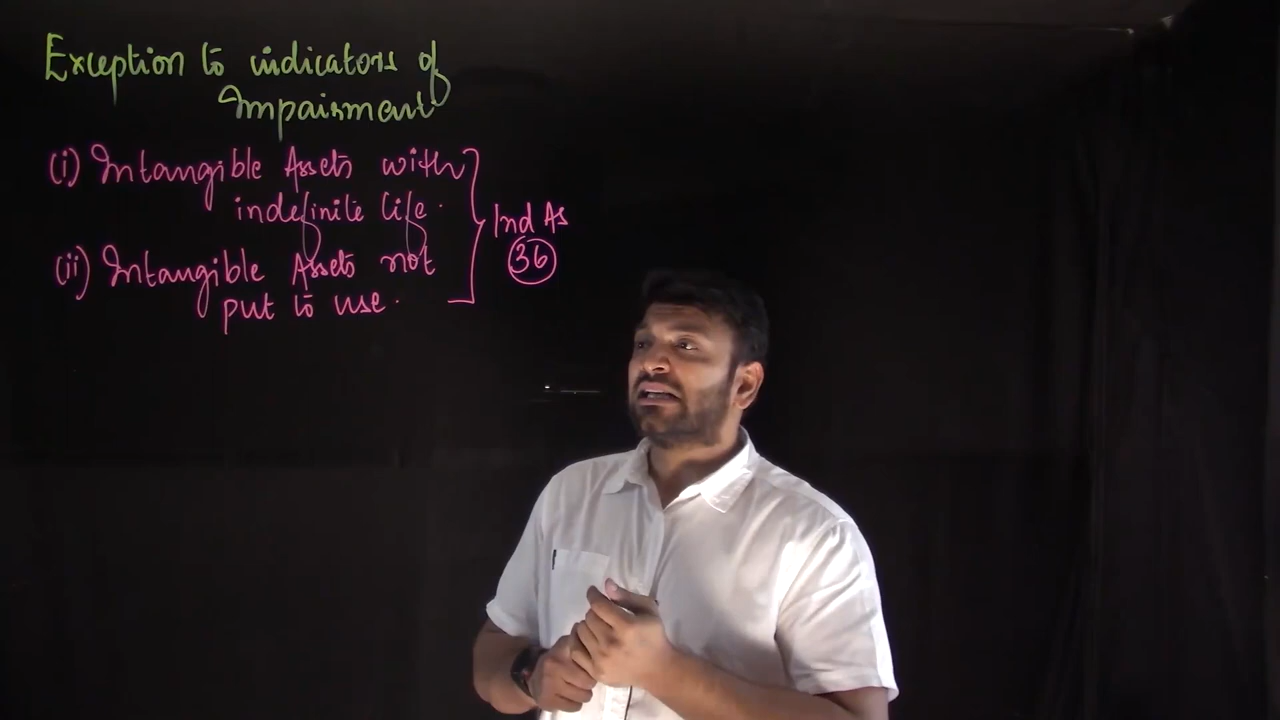 Exception to indicators of
Impairment
(i) Intangible Assets with
indefinite life.
(ii) Intangible Assets not
put to use.
Ind As
36